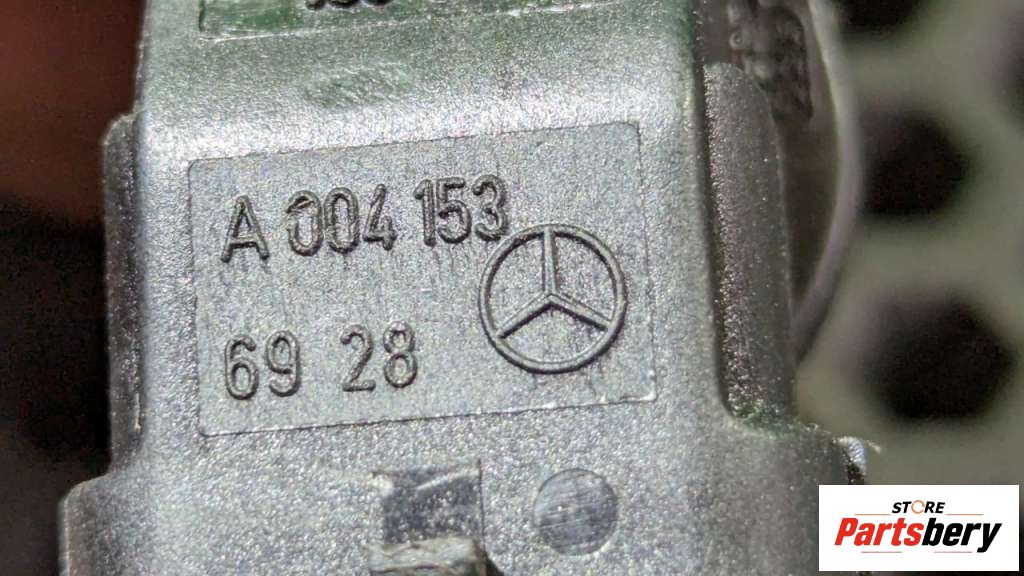 A 004 153
69 28
STORE
Partsbery